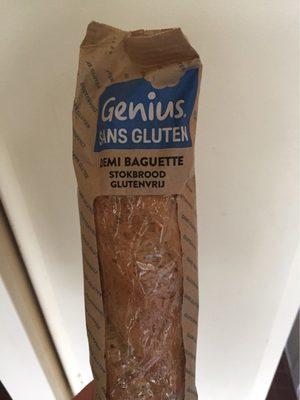 Genius.
SANS GLUTEN
DEMI BAGUETTE
STOKBROOD
GLUTENVRIJ